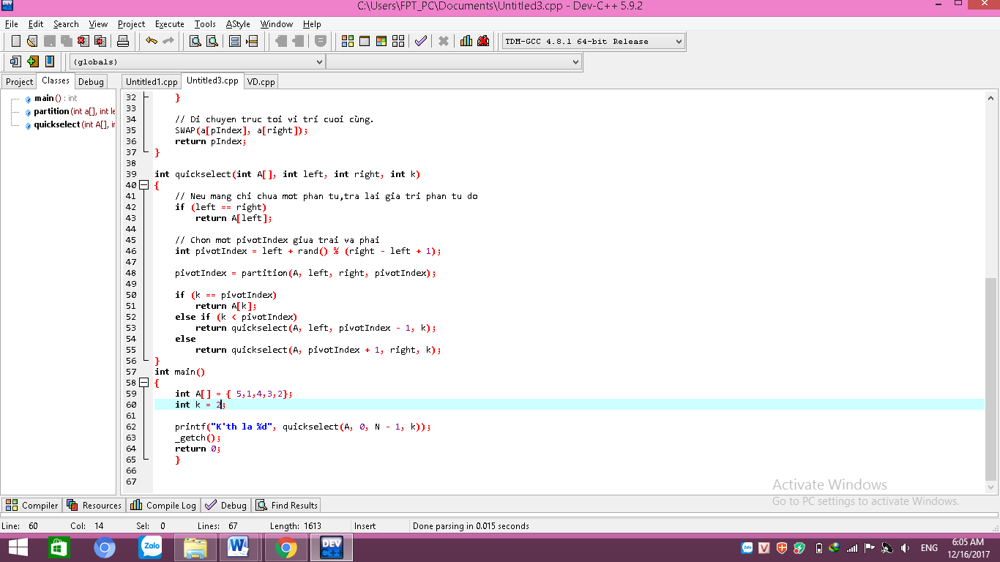 C:\Users\FPT_PC\Documents\Untitled3.cpp - Dev-C++ 5.9.2
File Edit Search View Project Execute Tools AStyle Window Help
TDM-GCC 4.8.1 64-bit Release
(globals)
Project Classes Debug
Untitled1.cpp Untitled3.cpp VD.cpp
main () : int
partition (int a[], int le
quickselect (int A[], in
32 }
33
34 // Di chuyen truc toi vi trí cuoi cùng.
35 SWAP(a[pIndex], a[right]);
36 return pIndex;
37 }
38
39 int quickselect(int A[], int left, int right, int k)
40 {
41 // Neu mang chi chua mot phan tu,tra lai gia tri phan tu do
42 if (left == right)
43 return A[left];
44
45 // Chon mot pivotIndex giua trai va phai
46 int pivotIndex = left + rand() % (right - left + 1);
47
48 pivotIndex = partition(A, left, right, pivotIndex);
49
50 if (k == pivotIndex)
51 return A[k];
52 else if (k < pivotIndex)
53 return quickselect(A, left, pivotIndex - 1, k);
54 else
55 return quickselect(A, pivotIndex + 1, right, k);
56 }
57 int main()
58 {
59 int A[] = { 5,1,4,3,2};
60 int k = 2;
61
62 printf("K'th la %d", quickselect(A, 0, N - 1, k));
63 _getch();
64 return 0;
65 }
66
67
Activate Windows
Go to PC settings to activate Windows.
Compiler Resources Compile Log Debug Find Results
Line: 60 Col: 14 Sel: 0 Lines: 67 Length: 1613 Insert Done parsing in 0.015 seconds
Zalo
W
DEV
C++
Zalo
V
ENG
6:05 AM
12/16/2017